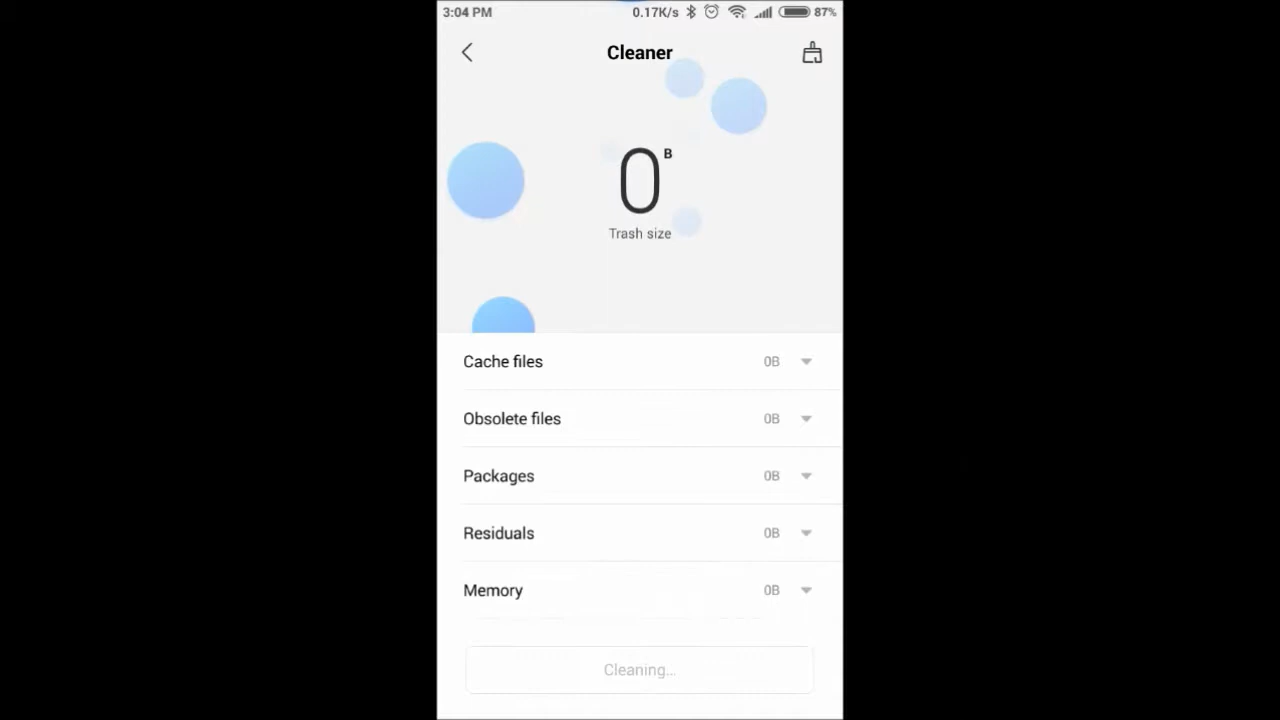 3:04 PM 0.17K/s 87%
Cleaner
0B
Trash size
Cache files 0B
Obsolete files 0B
Packages 0B
Residuals 0B
Memory 0B
Cleaning...